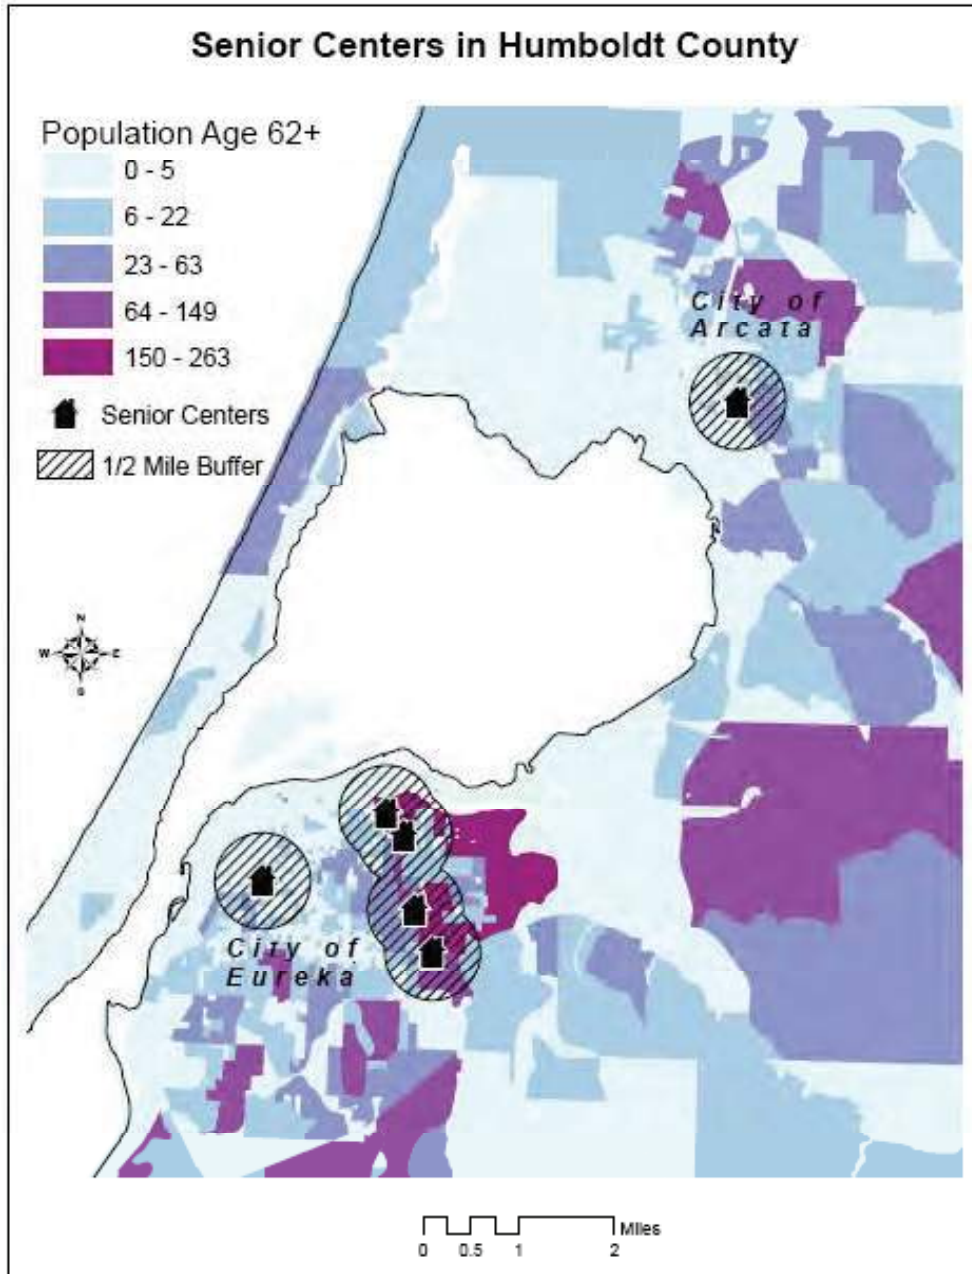 Senior Centers in Humboldt County
Population Age 62+
0 - 5
6 - 22
23 - 63
64 - 149
150 - 263
Senior Centers
1/2 Mile Buffer
City of
Arcata
N
W E
S
City of
Eureka
Miles
0 0.5 1 2